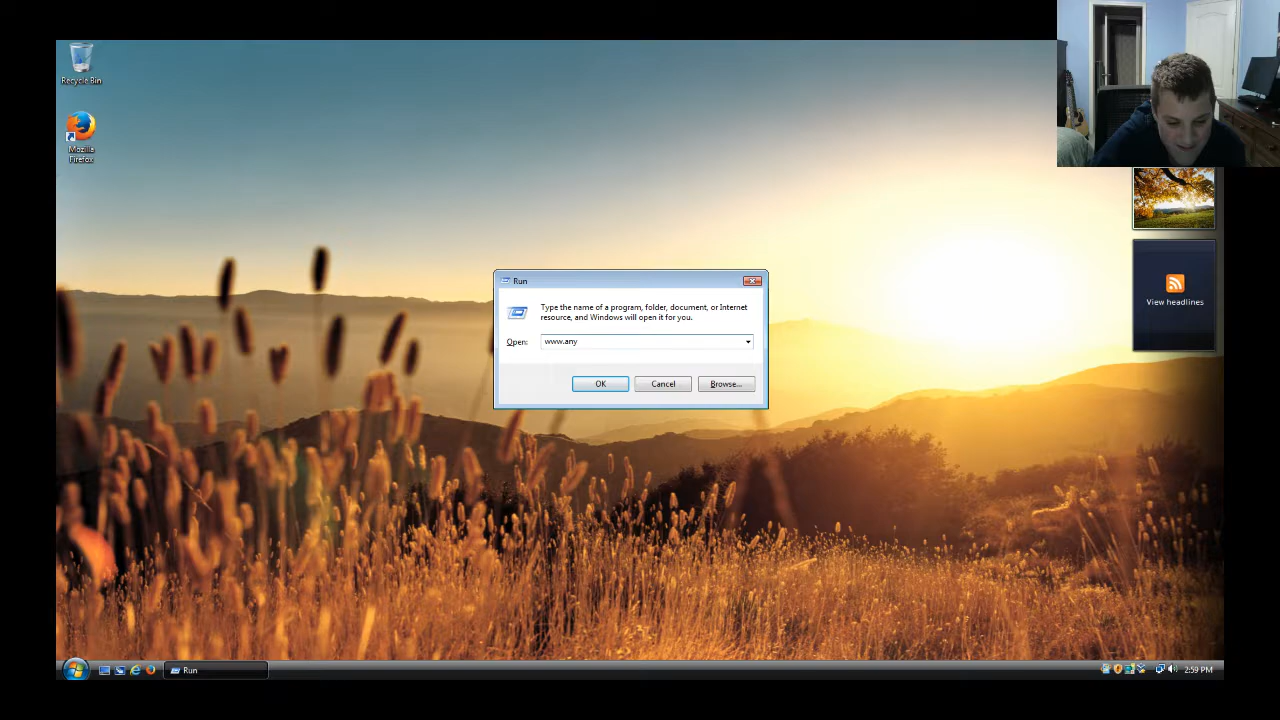 Recycle Bin
Mozilla
Firefox
Run
Type the name of a program, folder, document, or Internet
resource, and Windows will open it for you.
Open: www.any
OK Cancel Browse...
View headlines
Run
2:59 PM